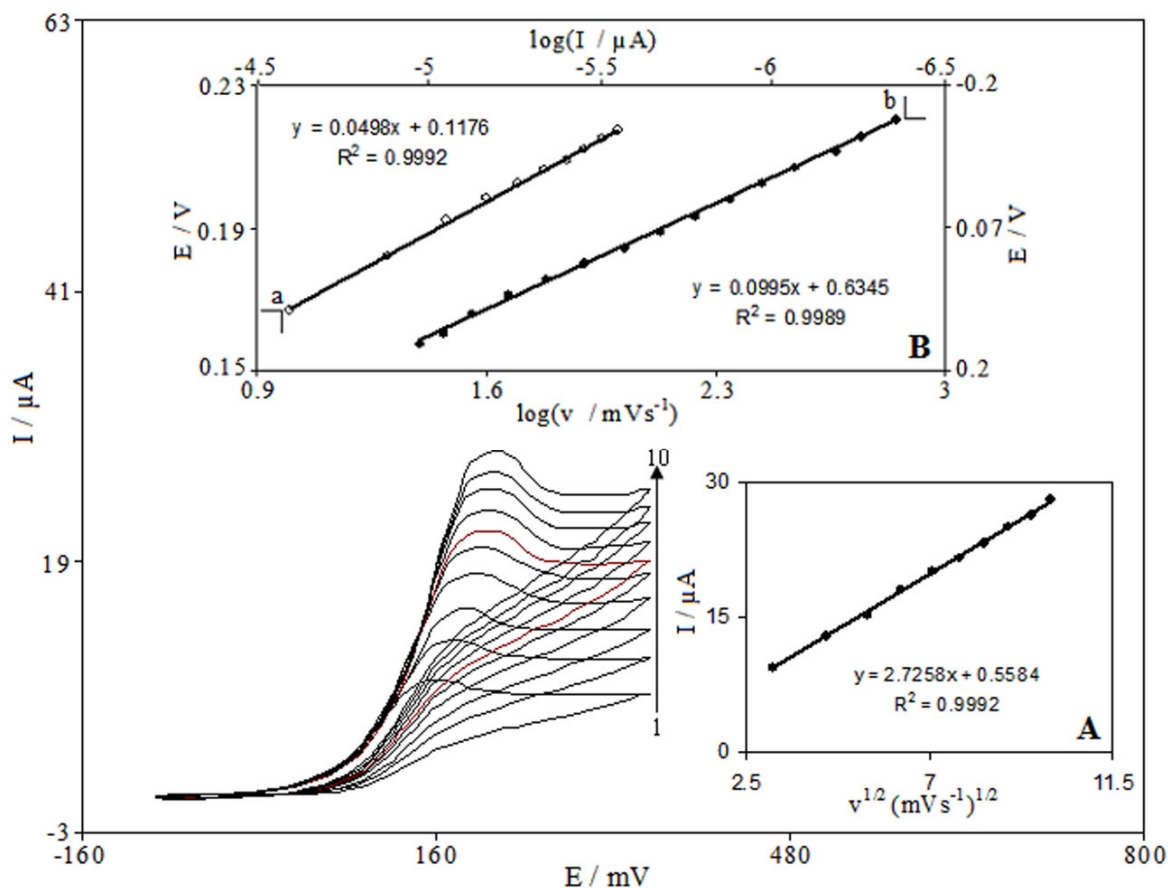 63
41
19
-3
I / μA
-160
160
480
800
E / mV
log(I / μA)
-4.5
-5
-5.5
-6
-6.5
0.23
0.19
0.15
E / V
-0.2
0.07
0.2
E / V
y = 0.0498x + 0.1176
R² = 0.9992
a
b
y = 0.0995x + 0.6345
R² = 0.9989
B
0.9
1.6
2.3
3
log(v / mVs⁻¹)
10
1
30
15
0
I / μA
y = 2.7258x + 0.5584
R² = 0.9992
A
2.5
7
11.5
v¹/² (mVs⁻¹)¹/²